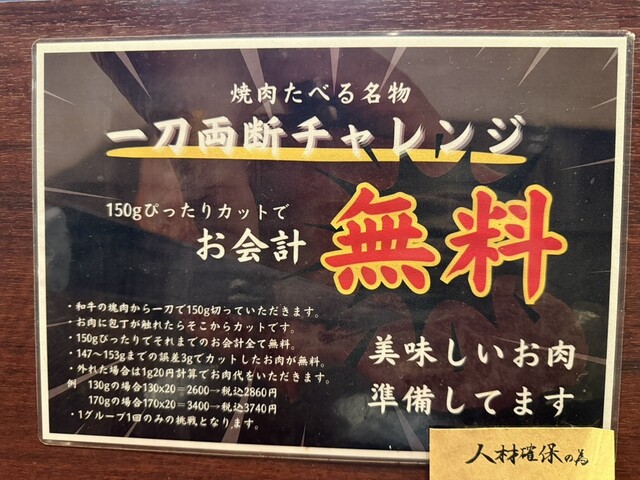 焼肉たべる名物
一刀両断チャレンジ
150gぴったりカットで
お会計 無料
・和牛の塊肉から一刀で150g切っていただきます。
・お肉に包丁が触れたらそこからカットです。
・150gぴったりでそれまでのお会計全て無料。
・147〜153gまでの誤差3gでカットしたお肉が無料。
・外れた場合は1g20円計算でお肉代をいただきます。
例 130gの場合130x20=2600→税込2860円
170gの場合170x20=3400→税込3740円
・1グループ1回のみの挑戦となります。
美味しいお肉
準備してます
人材確保の為